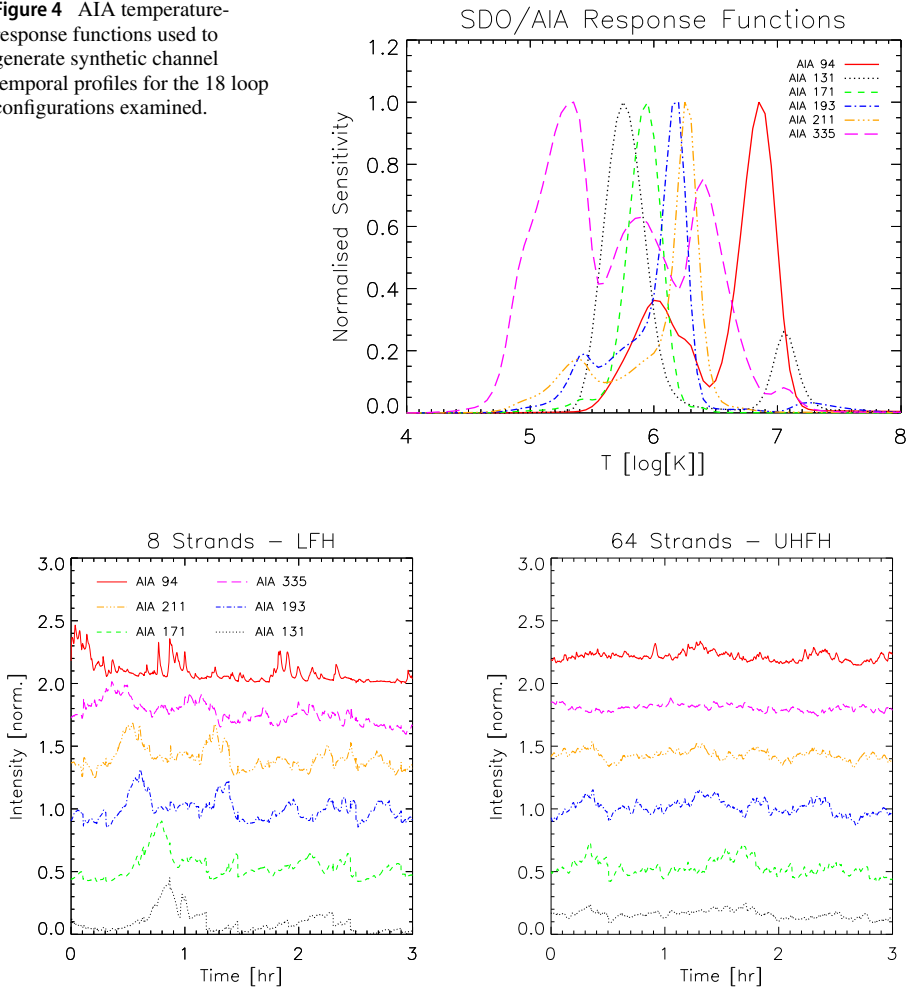 Figure 4 AIA temperature-
response functions used to
generate synthetic channel
temporal profiles for the 18 loop
configurations examined.
SDO/AIA Response Functions
1.2
1.0
0.8
0.6
0.4
0.2
0.0
Normalised Sensitivity
AIA 94
AIA 131
AIA 171
AIA 193
AIA 211
AIA 335
4 5 6 7 8
T [log[K]]
8 Strands – LFH
3.0
2.5
2.0
1.5
1.0
0.5
0.0
Intensity [norm.]
AIA 94 AIA 335
AIA 211 AIA 193
AIA 171 AIA 131
0 1 2 3
Time [hr]
64 Strands – UHFH
3.0
2.5
2.0
1.5
1.0
0.5
0.0
Intensity [norm.]
0 1 2 3
Time [hr]